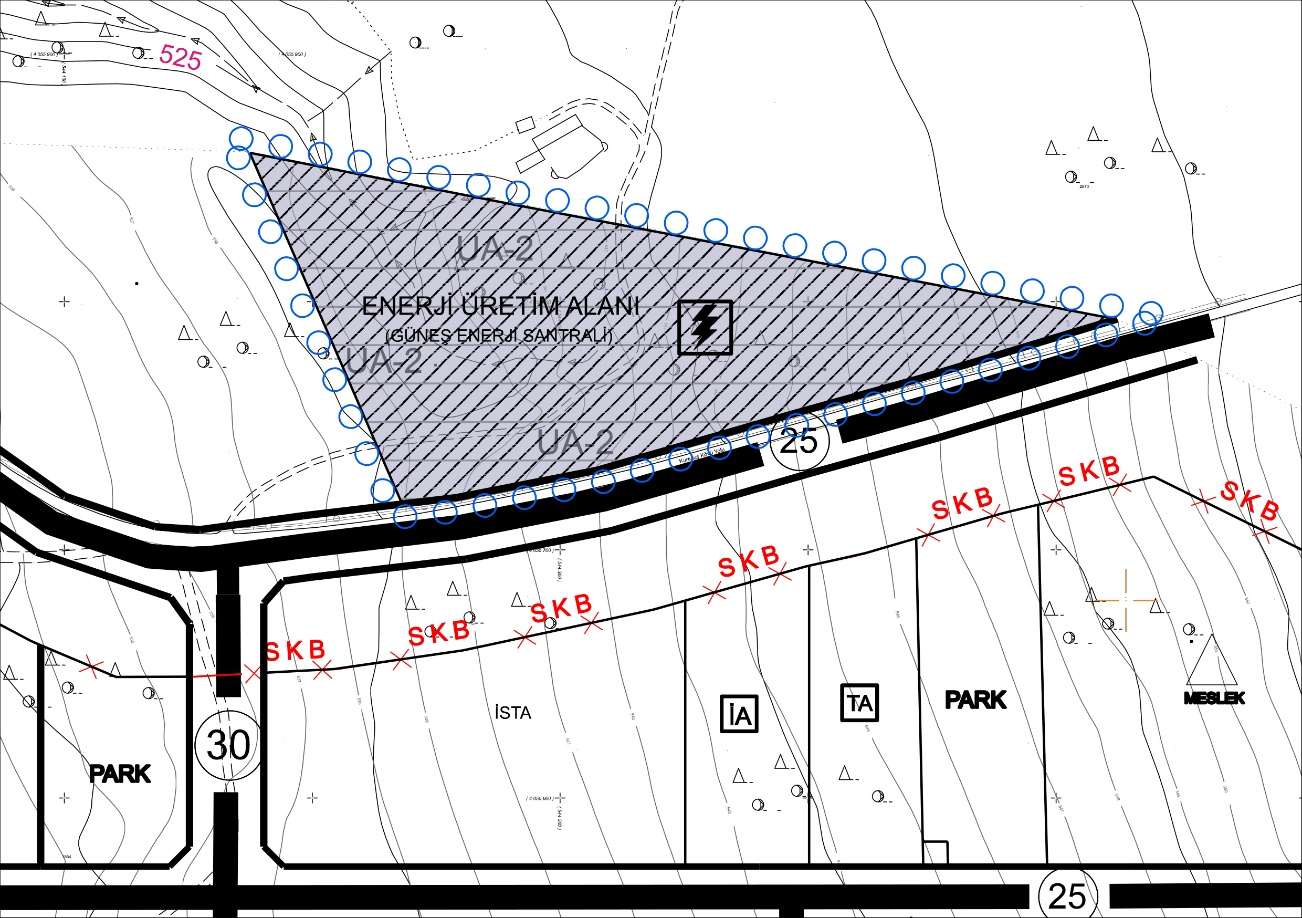 525
UA-2
ENERJİ ÜRETİM ALANI
(GÜNEŞ ENERJİ SANTRALİ)
UA-2
UA-2
25
SKB
SKB
SKB
SKB
SKB
SKB
SKB
İSTA
İA
TA
PARK
MESLEK
30
PARK
25